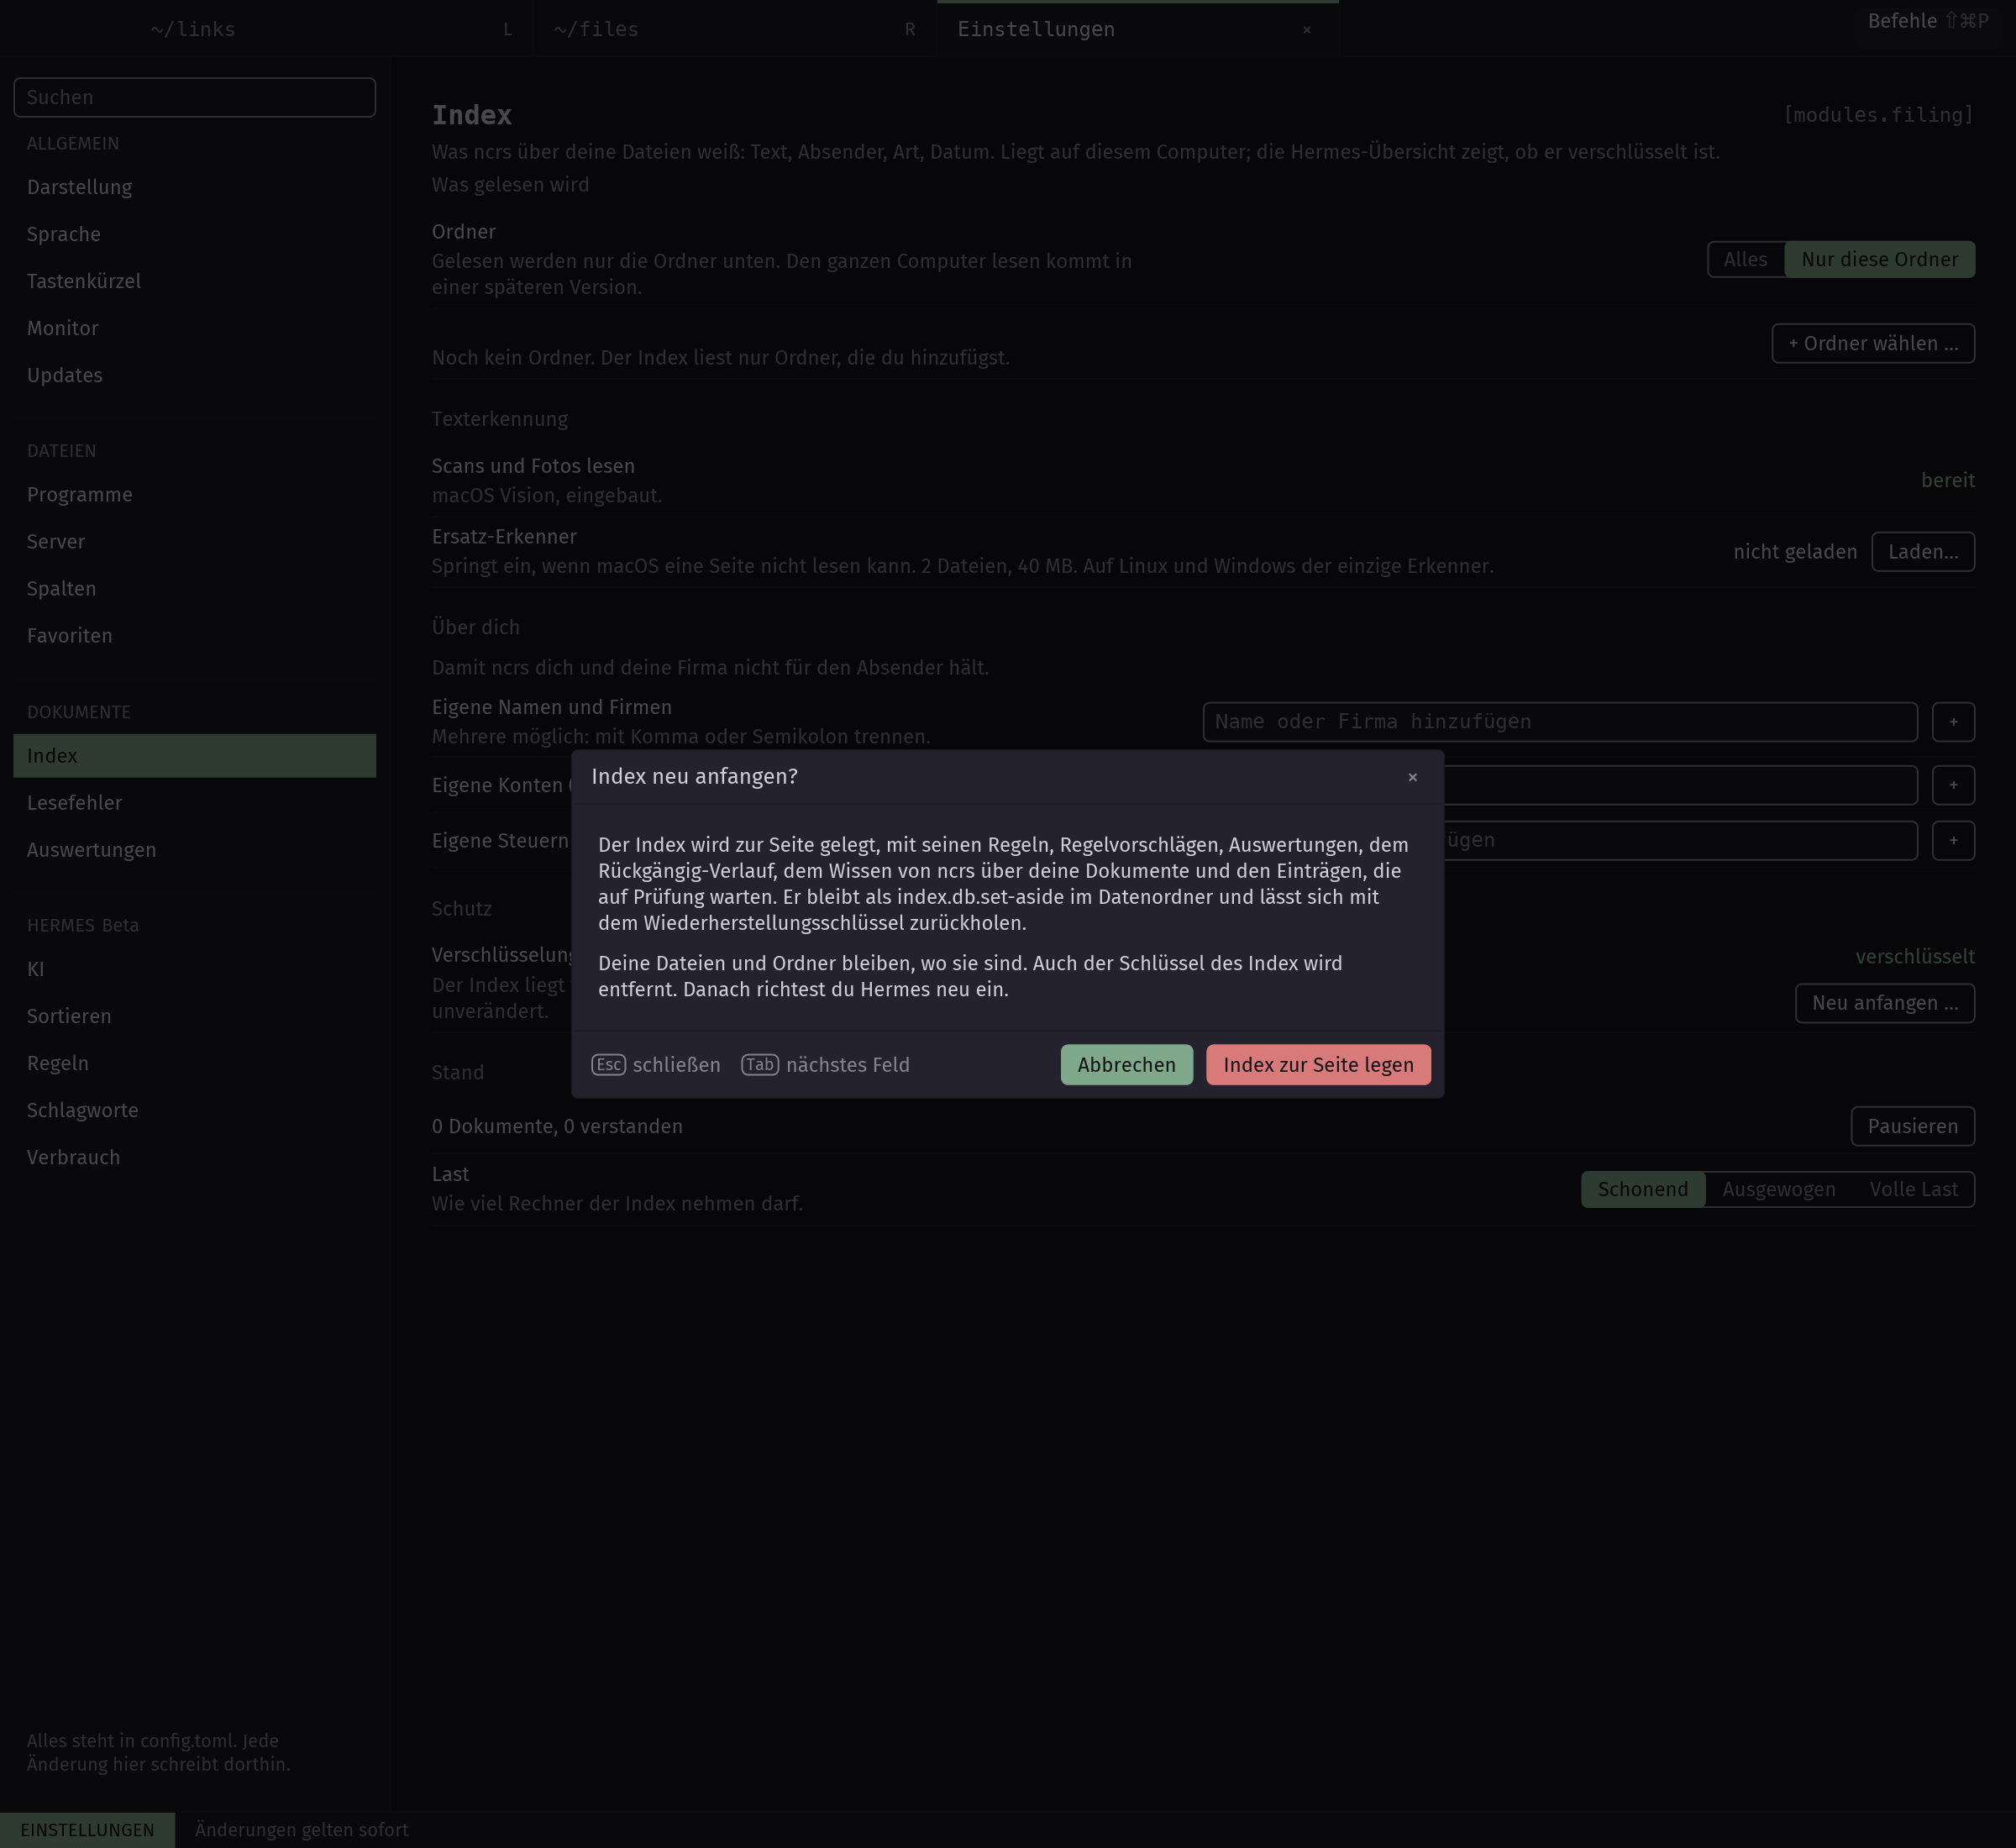 ~/links L ~/files R Einstellungen × Befehle ⇧⌘P
Suchen
ALLGEMEIN
Darstellung
Sprache
Tastenkürzel
Monitor
Updates
DATEIEN
Programme
Server
Spalten
Favoriten
DOKUMENTE
Index
Lesefehler
Auswertungen
HERMES Beta
KI
Sortieren
Regeln
Schlagworte
Verbrauch
Alles steht in config.toml. Jede
Änderung hier schreibt dorthin.
Index [modules.filing]
Was ncrs über deine Dateien weiß: Text, Absender, Art, Datum. Liegt auf diesem Computer; die Hermes-Übersicht zeigt, ob er verschlüsselt ist.
Was gelesen wird
Ordner
Gelesen werden nur die Ordner unten. Den ganzen Computer lesen kommt in
einer späteren Version.
Alles Nur diese Ordner
Noch kein Ordner. Der Index liest nur Ordner, die du hinzufügst.
+ Ordner wählen …
Texterkennung
Scans und Fotos lesen
macOS Vision, eingebaut.
bereit
Ersatz-Erkenner
Springt ein, wenn macOS eine Seite nicht lesen kann. 2 Dateien, 40 MB. Auf Linux und Windows der einzige Erkenner.
nicht geladen Laden…
Über dich
Damit ncrs dich und deine Firma nicht für den Absender hält.
Eigene Namen und Firmen
Mehrere möglich: mit Komma oder Semikolon trennen.
Name oder Firma hinzufügen +
Eigene Konten +
Eigene Steuern ügen +
Schutz
Verschlüsselung
Der Index liegt
unverändert.
verschlüsselt
Neu anfangen …
Stand
0 Dokumente, 0 verstanden
Pausieren
Last
Wie viel Rechner der Index nehmen darf.
Schonend Ausgewogen Volle Last
Index neu anfangen? ×
Der Index wird zur Seite gelegt, mit seinen Regeln, Regelvorschlägen, Auswertungen, dem
Rückgängig-Verlauf, dem Wissen von ncrs über deine Dokumente und den Einträgen, die
auf Prüfung warten. Er bleibt als index.db.set-aside im Datenordner und lässt sich mit
dem Wiederherstellungsschlüssel zurückholen.
Deine Dateien und Ordner bleiben, wo sie sind. Auch der Schlüssel des Index wird
entfernt. Danach richtest du Hermes neu ein.
Esc schließen Tab nächstes Feld Abbrechen Index zur Seite legen
EINSTELLUNGEN Änderungen gelten sofort